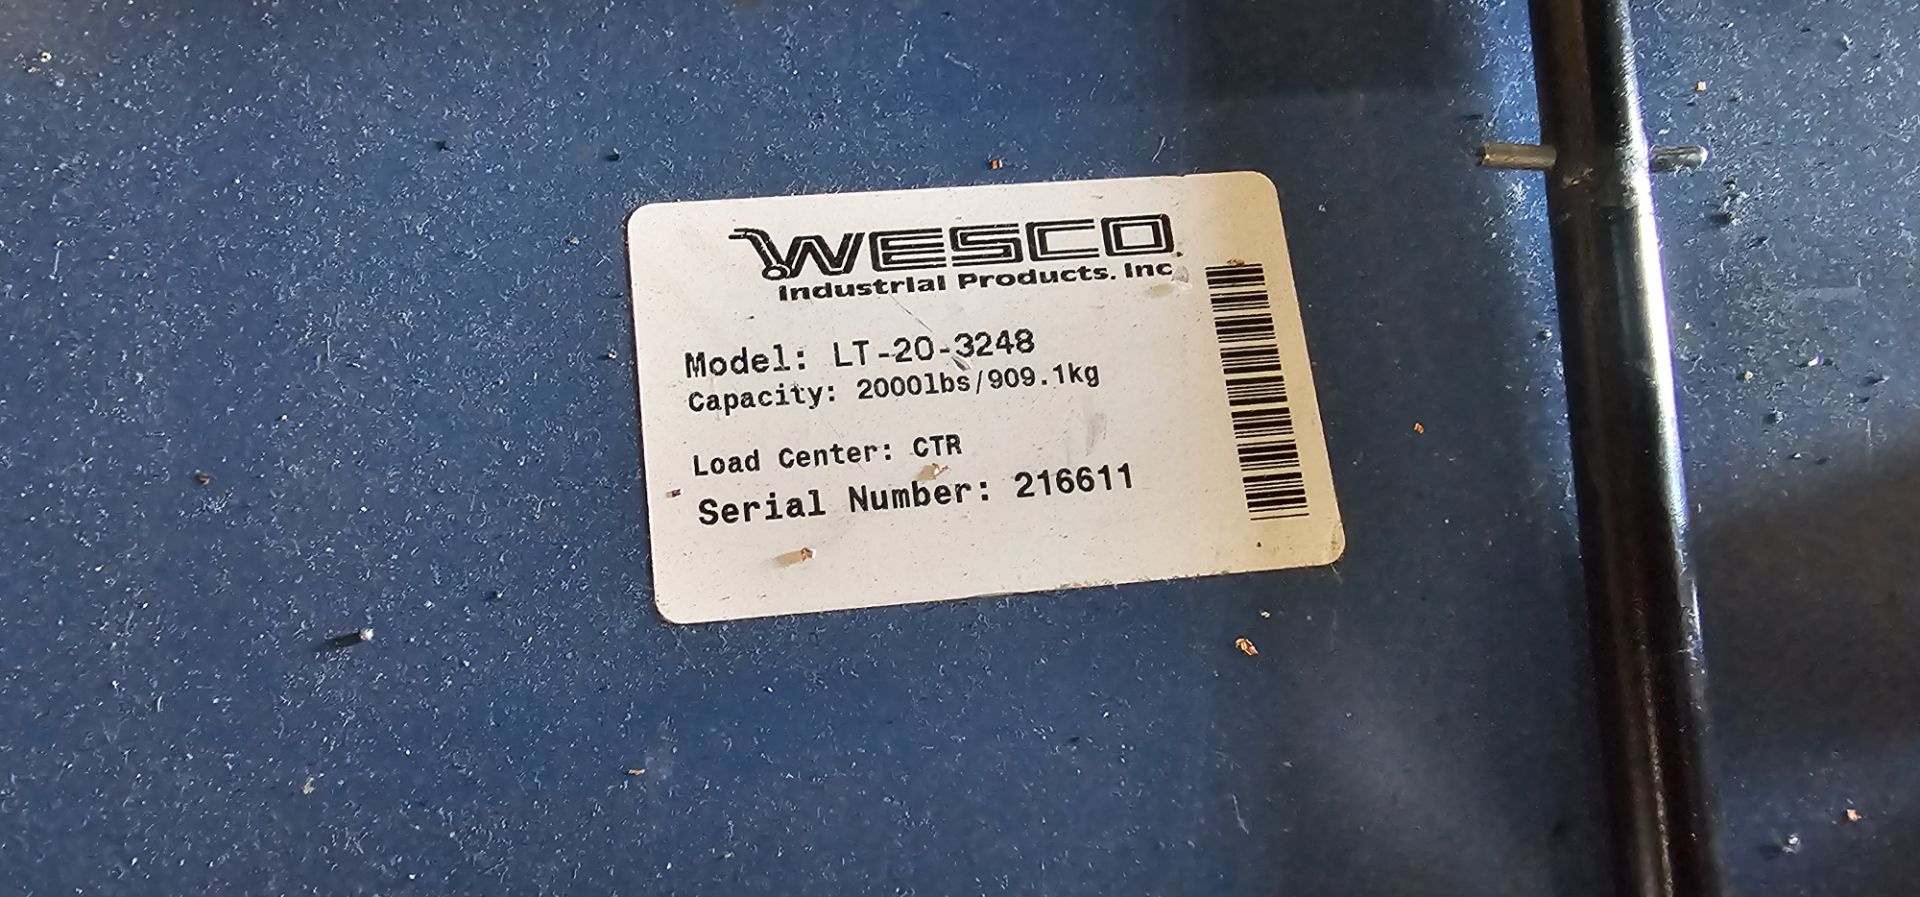 WESCO
Industrial Products, Inc.
Model: LT-20-3248
Capacity: 2000lbs/909.1kg
Load Center: CTR
Serial Number: 216611